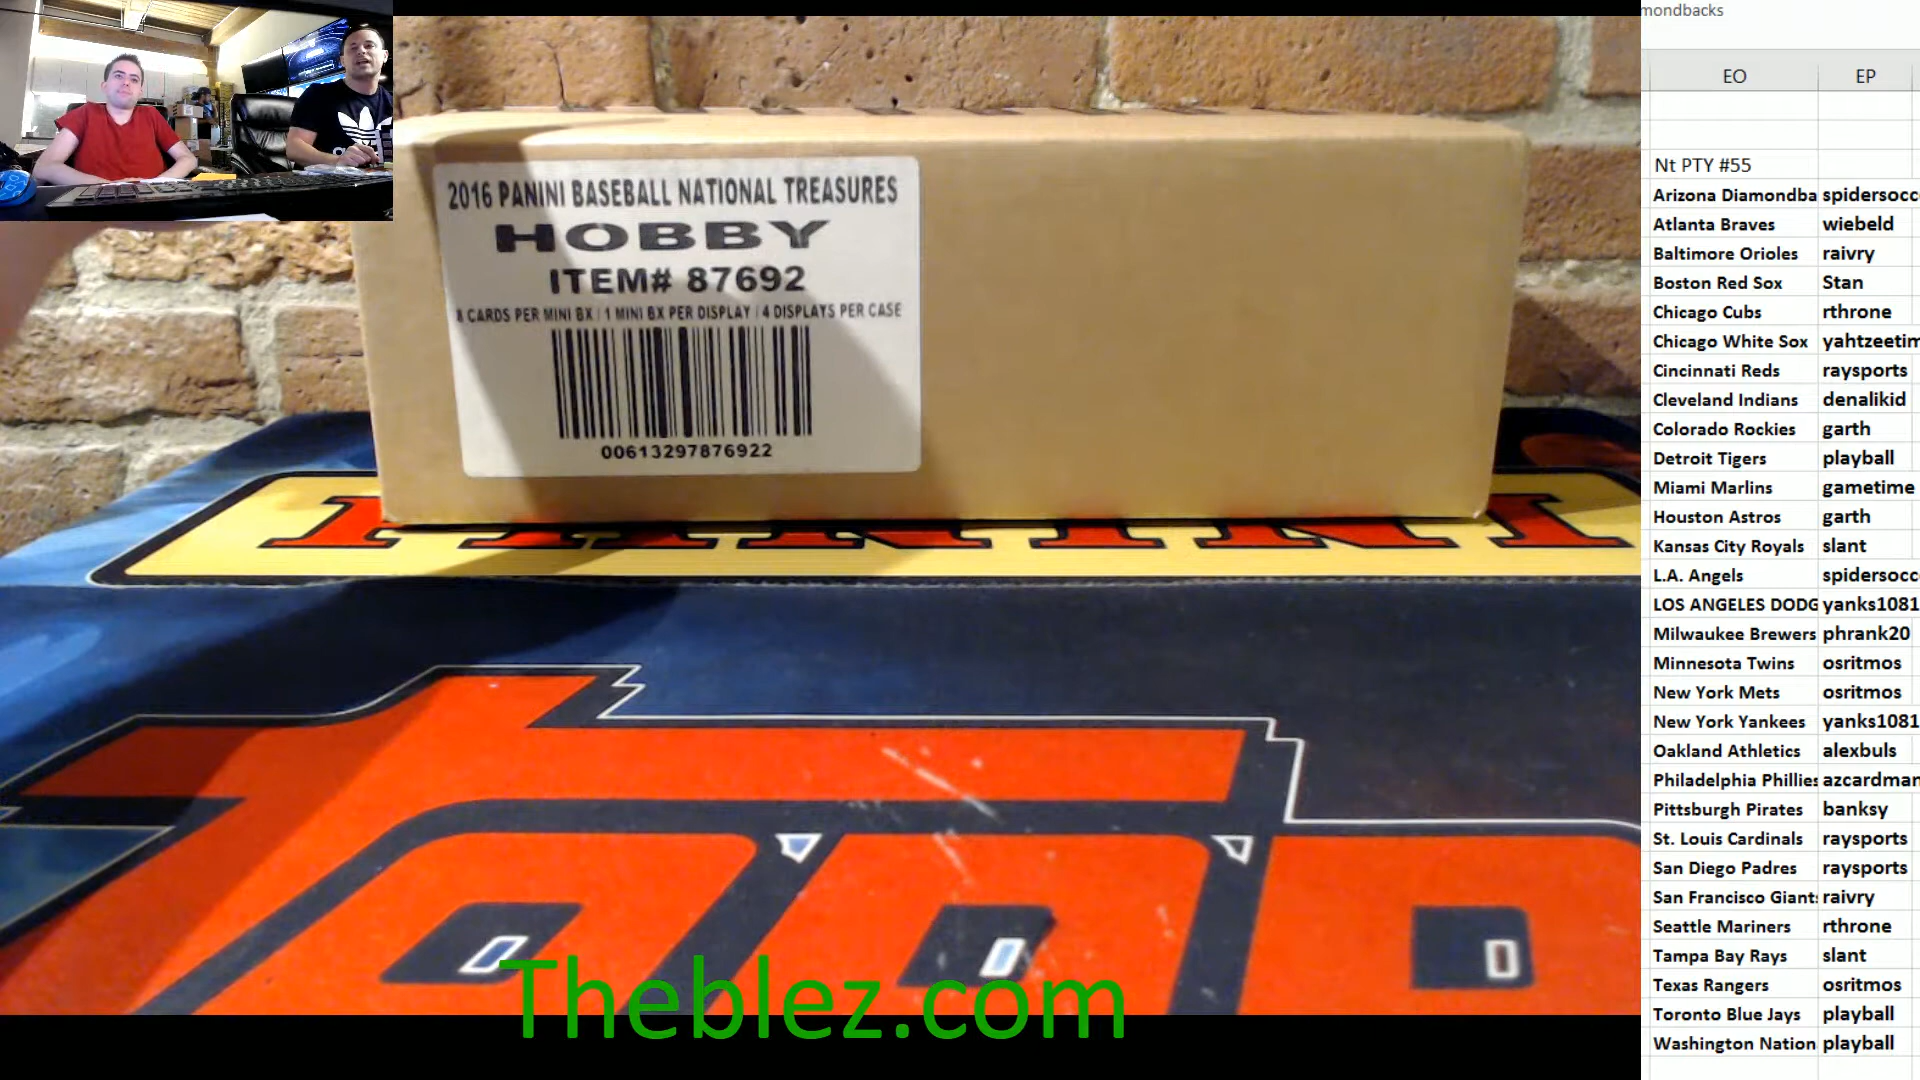 mondbacks
EO EP
2016 PANINI BASEBALL NATIONAL TREASURES
HOBBY
ITEM# 87692
8 CARDS PER MINI BX / 1 MINI BX PER DISPLAY / 4 DISPLAYS PER CASE
00613297876922
Theblez.com
Nt PTY #55
Arizona Diamondba spidersocc
Atlanta Braves wiebeld
Baltimore Orioles raivry
Boston Red Sox Stan
Chicago Cubs rthrone
Chicago White Sox yahtzeetim
Cincinnati Reds raysports
Cleveland Indians denalikid
Colorado Rockies garth
Detroit Tigers playball
Miami Marlins gametime
Houston Astros garth
Kansas City Royals slant
L.A. Angels spidersocc
LOS ANGELES DODG yanks1081
Milwaukee Brewers phrank20
Minnesota Twins osritmos
New York Mets osritmos
New York Yankees yanks1081
Oakland Athletics alexbuls
Philadelphia Phillies azcardman
Pittsburgh Pirates banksy
St. Louis Cardinals raysports
San Diego Padres raysports
San Francisco Giants raivry
Seattle Mariners rthrone
Tampa Bay Rays slant
Texas Rangers osritmos
Toronto Blue Jays playball
Washington Nation playball